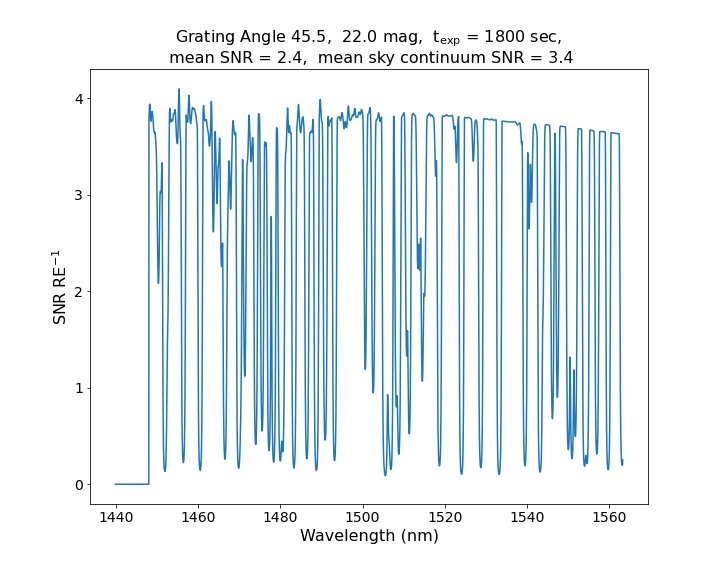 Grating Angle 45.5,  22.0 mag,  t_exp = 1800 sec,
mean SNR = 2.4,  mean sky continuum SNR = 3.4
4
3
2
1
0
SNR RE⁻¹
1440 1460 1480 1500 1520 1540 1560
Wavelength (nm)